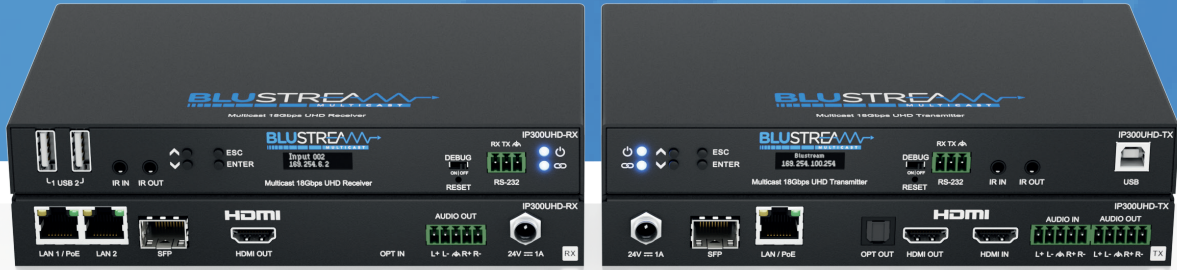 BLUSTREAM
MULTICAST
Multicast 18Gbps UHD Receiver
BLUSTREAM
MULTICAST
Multicast 18Gbps UHD Transmitter
IP300UHD-RX
BLUSTREAM
MULTICAST
Input 002
169.254.6.2
ESC
ENTER
DEBUG
ON OFF
RESET
RX TX
RS-232
1 USB 2
IR IN
IR OUT
Multicast 18Gbps UHD Receiver
IP300UHD-TX
BLUSTREAM
MULTICAST
Blustream
169.254.100.254
ESC
ENTER
DEBUG
ON OFF
RESET
RX TX
RS-232
IR IN
IR OUT
USB
Multicast 18Gbps UHD Transmitter
IP300UHD-RX
HDMI
AUDIO OUT
LAN 1 / PoE
LAN 2
SFP
HDMI OUT
OPT IN
L+ L- R+ R-
24V ⎓ 1A
RX
IP300UHD-TX
HDMI
AUDIO IN
AUDIO OUT
24V ⎓ 1A
SFP
LAN / PoE
OPT OUT
HDMI OUT
HDMI IN
L+ L- R+ R-
L+ L- R+ R-
TX